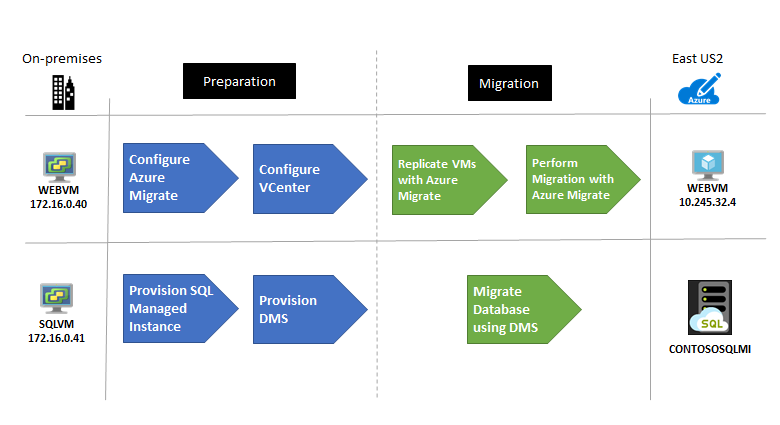 On-premises
East US2
Preparation
Migration
Azure
Configure
Azure
Migrate
Configure
VCenter
Replicate VMs
with Azure
Migrate
Perform
Migration with
Azure Migrate
WEBVM
172.16.0.40
WEBVM
10.245.32.4
Provision SQL
Managed
Instance
Provision
DMS
Migrate
Database
using DMS
SQL
SQLVM
172.16.0.41
CONTOSOSQLMI